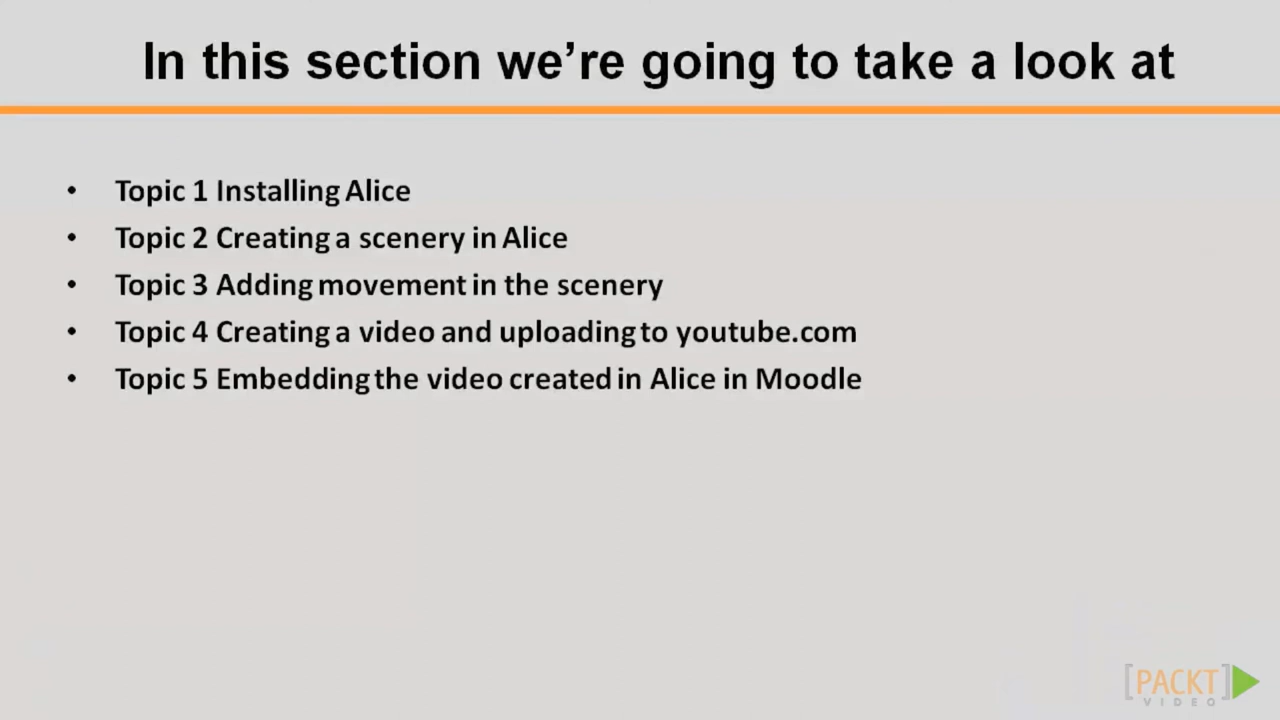 In this section we’re going to take a look at
• Topic 1 Installing Alice
• Topic 2 Creating a scenery in Alice
• Topic 3 Adding movement in the scenery
• Topic 4 Creating a video and uploading to youtube.com
• Topic 5 Embedding the video created in Alice in Moodle
[PACKT]
VIDEO